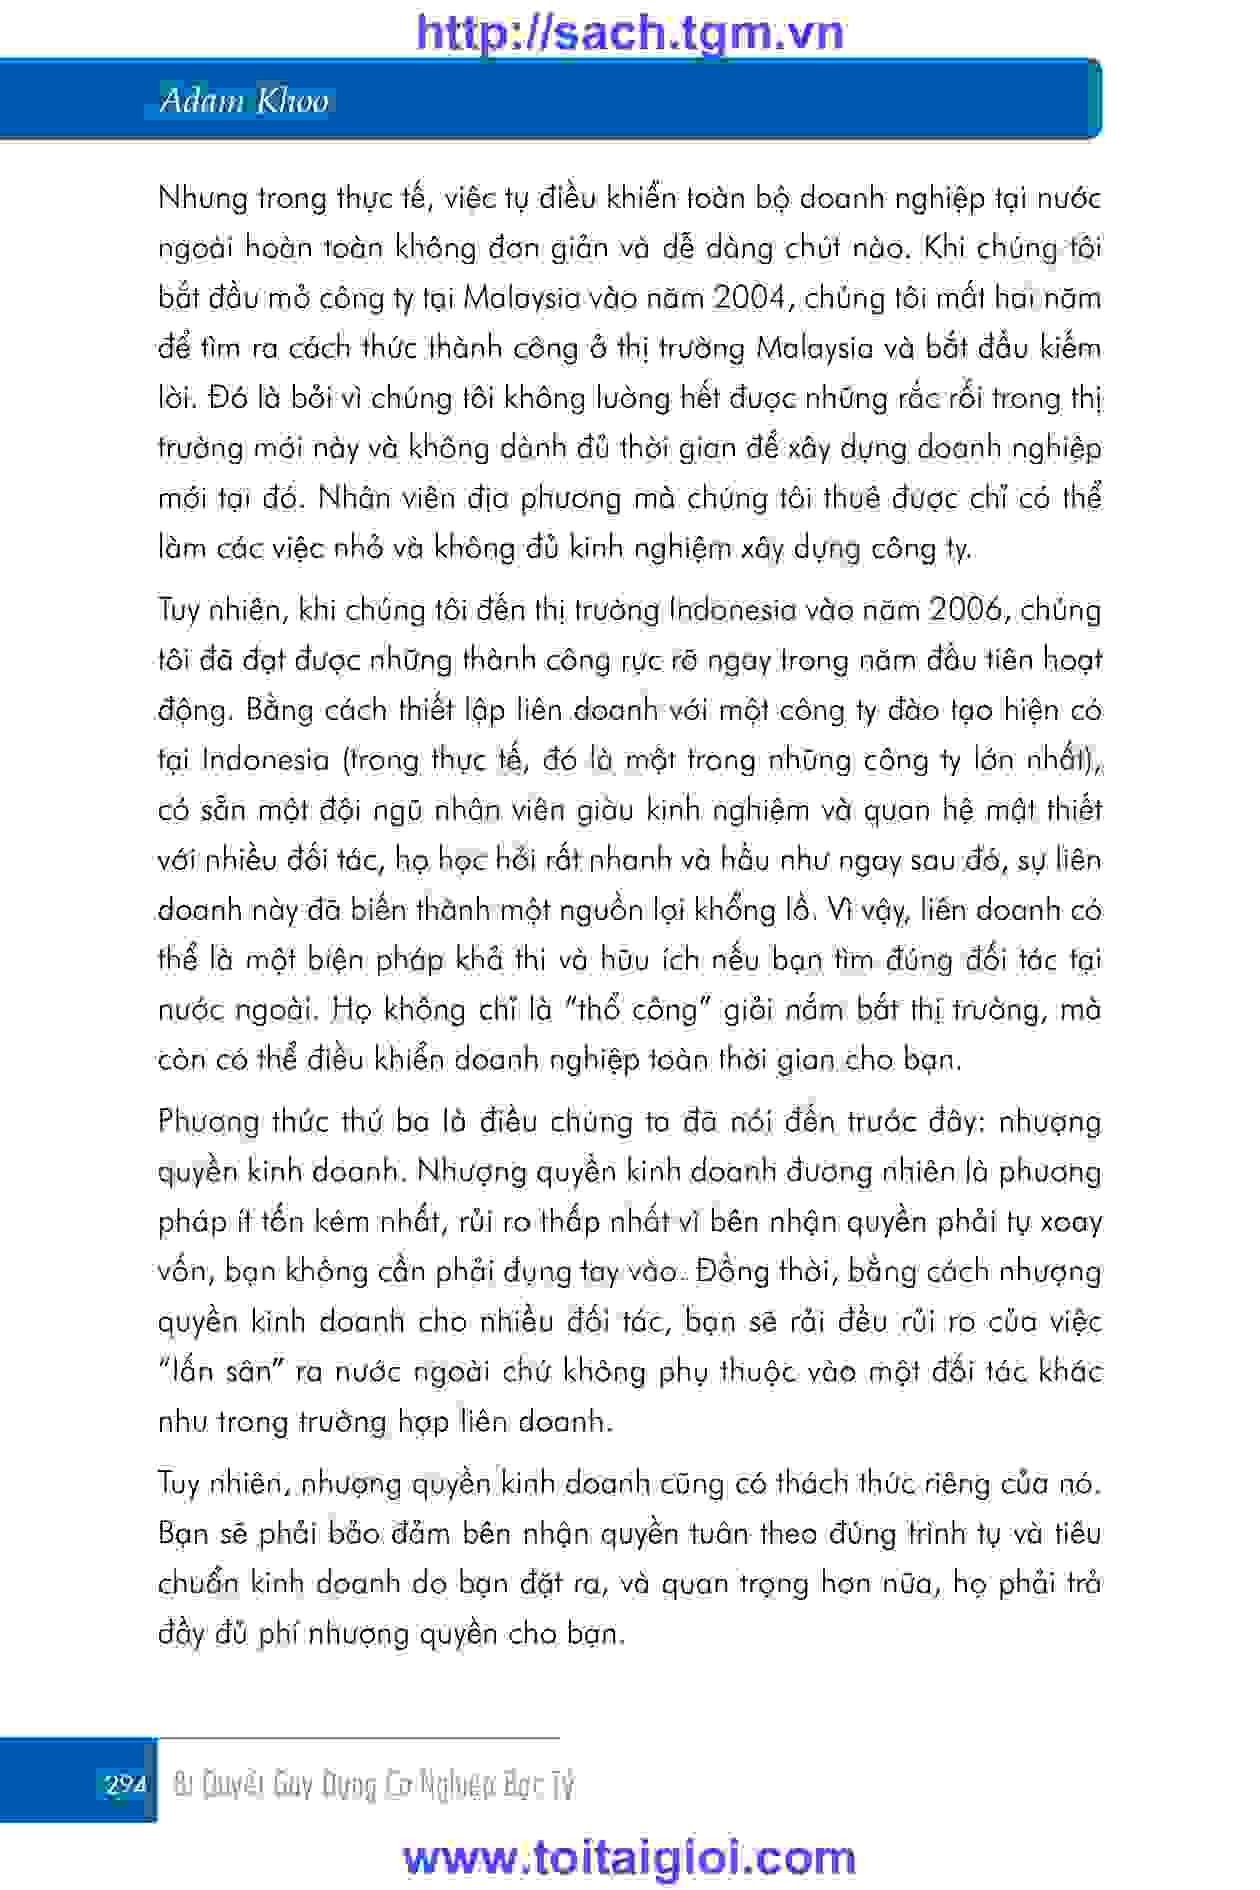 http://sach.tgm.vn
Adam Khoo
Nhưng trong thực tế, việc tự điều khiển toàn bộ doanh nghiệp tại nước
ngoài hoàn toàn không đơn giản và dễ dàng chút nào. Khi chúng tôi
bắt đầu mở công ty tại Malaysia vào năm 2004, chúng tôi mất hai năm
để tìm ra cách thức thành công ở thị trường Malaysia và bắt đầu kiếm
lời. Đó là bởi vì chúng tôi không lường hết được những rắc rối trong thị
trường mới này và không dành đủ thời gian để xây dựng doanh nghiệp
mới tại đó. Nhân viên địa phương mà chúng tôi thuê được chỉ có thể
làm các việc nhỏ và không đủ kinh nghiệm xây dựng công ty.
Tuy nhiên, khi chúng tôi đến thị trường Indonesia vào năm 2006, chúng
tôi đã đạt được những thành công rực rỡ ngay trong năm đầu tiên hoạt
động. Bằng cách thiết lập liên doanh với một công ty đào tạo hiện có
tại Indonesia (trong thực tế, đó là một trong những công ty lớn nhất),
có sẵn một đội ngũ nhân viên giàu kinh nghiệm và quan hệ mật thiết
với nhiều đối tác, họ học hỏi rất nhanh và hầu như ngay sau đó, sự liên
doanh này đã biến thành một nguồn lợi khổng lồ. Vì vậy, liên doanh có
thể là một biện pháp khả thi và hữu ích nếu bạn tìm đúng đối tác tại
nước ngoài. Họ không chỉ là “thổ công” giỏi nắm bắt thị trường, mà
còn có thể điều khiển doanh nghiệp toàn thời gian cho bạn.
Phương thức thứ ba là điều chúng ta đã nói đến trước đây: nhượng
quyền kinh doanh. Nhượng quyền kinh doanh đương nhiên là phương
pháp ít tốn kém nhất, rủi ro thấp nhất vì bên nhận quyền phải tự xoay
vốn, bạn không cần phải đụng tay vào. Đồng thời, bằng cách nhượng
quyền kinh doanh cho nhiều đối tác, bạn sẽ rải đều rủi ro của việc
“lấn sân” ra nước ngoài chứ không phụ thuộc vào một đối tác khác
như trong trường hợp liên doanh.
Tuy nhiên, nhượng quyền kinh doanh cũng có thách thức riêng của nó.
Bạn sẽ phải bảo đảm bên nhận quyền tuân theo đúng trình tự và tiêu
chuẩn kinh doanh do bạn đặt ra, và quan trọng hơn nữa, họ phải trả
đầy đủ phí nhượng quyền cho bạn.
294 Bí Quyết Gây Dựng Cơ Nghiệp Bạc Tỷ
www.toitaigioi.com